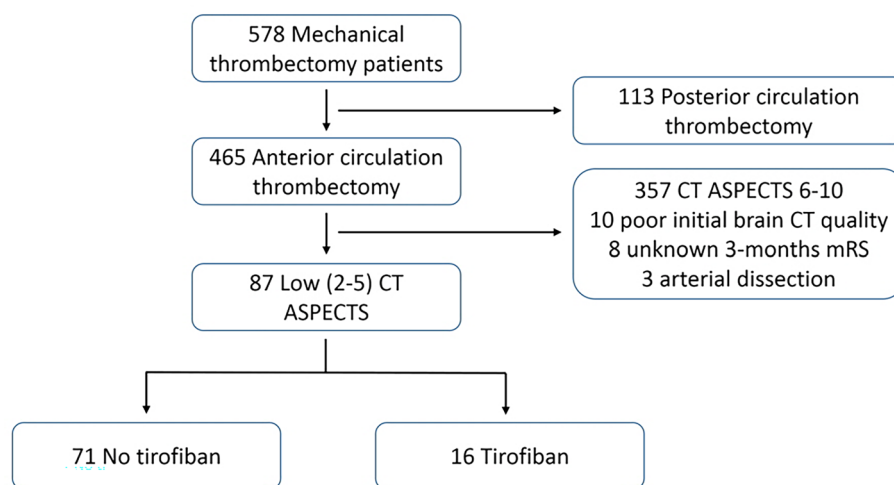 578 Mechanical
thrombectomy patients
113 Posterior circulation
thrombectomy
465 Anterior circulation
thrombectomy
357 CT ASPECTS 6-10
10 poor initial brain CT quality
8 unknown 3-months mRS
3 arterial dissection
87 Low (2-5) CT
ASPECTS
71 No tirofiban
16 Tirofiban